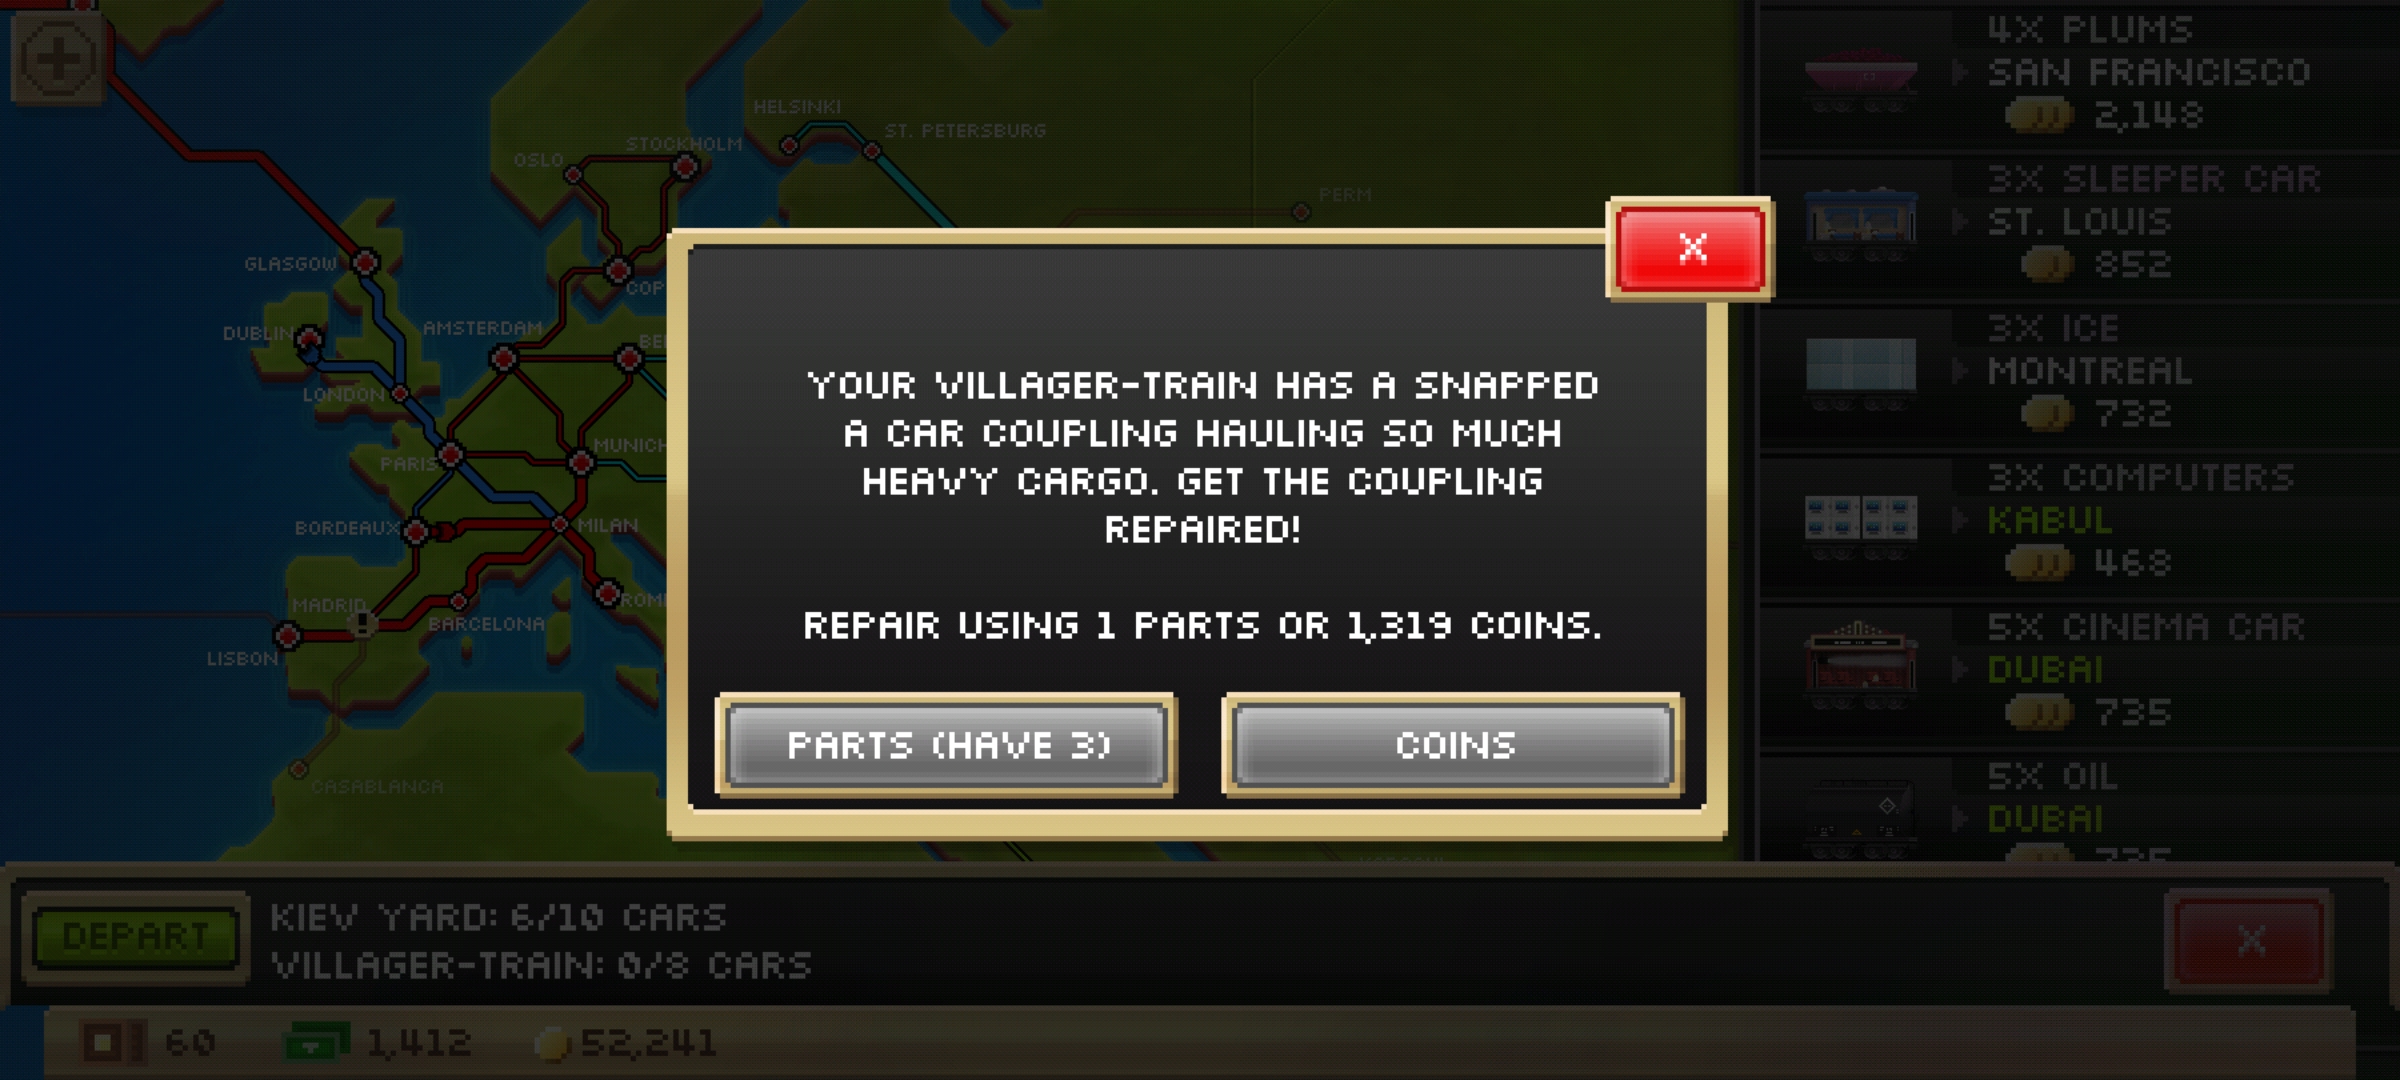 HELSINKI
ST. PETERSBURG
STOCKHOLM
OSLO
PERM
GLASGOW
COP
DUBLIN
AMSTERDAM
BE
LONDON
MUNICH
PARIS
BORDEAUX
MILAN
MADRID
ROM
BARCELONA
LISBON
CASABLANCA
4X PLUMS
SAN FRANCISCO
2,148
3X SLEEPER CAR
ST. LOUIS
852
3X ICE
MONTREAL
732
3X COMPUTERS
KABUL
468
5X CINEMA CAR
DUBAI
735
5X OIL
DUBAI
735
X
YOUR VILLAGER-TRAIN HAS A SNAPPED
A CAR COUPLING HAULING SO MUCH
HEAVY CARGO. GET THE COUPLING
REPAIRED!
REPAIR USING 1 PARTS OR 1,319 COINS.
PARTS (HAVE 3)
COINS
DEPART
KIEV YARD: 6/10 CARS
VILLAGER-TRAIN: 0/8 CARS
X
60
1,412
52,241